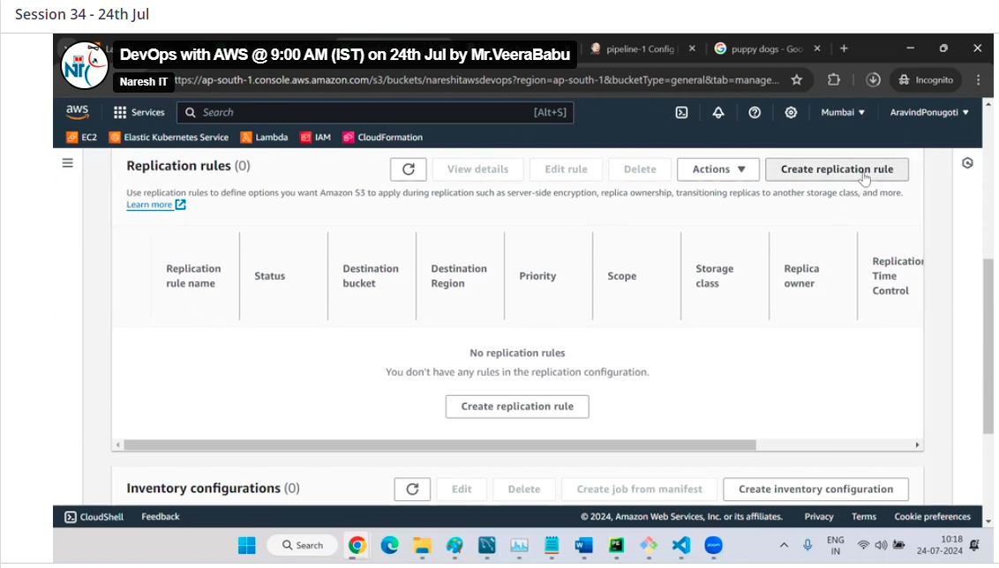 Session 34 - 24th Jul
DevOps with AWS @ 9:00 AM (IST) on 24th Jul by Mr.VeeraBabu
Naresh IT
NIT
pipeline-1 Config
puppy dogs - Goo
ttps://ap-south-1.console.aws.amazon.com/s3/buckets/nareshitawsdevops?region=ap-south-1&bucketType=general&tab=manage...
Incognito
aws
Services
Search
[Alt+S]
Mumbai ▼
AravindPonugoti ▼
EC2
Elastic Kubernetes Service
Lambda
IAM
CloudFormation
Replication rules (0)
View details
Edit rule
Delete
Actions ▼
Create replication rule
Use replication rules to define options you want Amazon S3 to apply during replication such as server-side encryption, replica ownership, transitioning replicas to another storage class, and more.
Learn more
Replication
rule name
Status
Destination
bucket
Destination
Region
Priority
Scope
Storage
class
Replica
owner
Replication
Time
Control
No replication rules
You don't have any rules in the replication configuration.
Create replication rule
Inventory configurations (0)
Edit
Delete
Create job from manifest
Create inventory configuration
CloudShell
Feedback
© 2024, Amazon Web Services, Inc. or its affiliates.
Privacy
Terms
Cookie preferences
Search
zoom
ENG
IN
10:18
24-07-2024